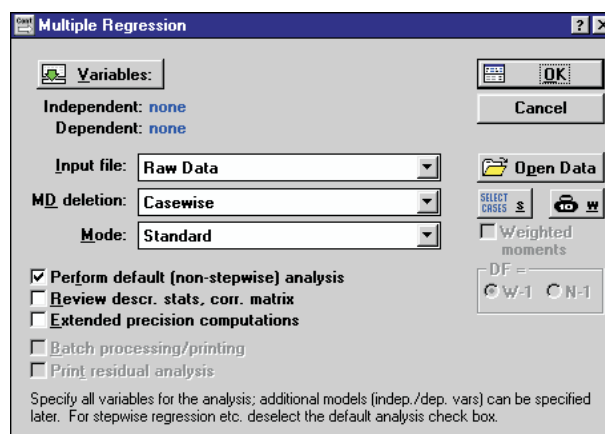 Multiple Regression
Variables:
Independent: none
Dependent: none
Input file: Raw Data
MD deletion: Casewise
Mode: Standard
Perform default (non-stepwise) analysis
Review descr. stats, corr. matrix
Extended precision computations
Batch processing/printing
Print residual analysis
OK
Cancel
Open Data
SELECT CASES S
w
Weighted moments
DF =
W-1 N-1
Specify all variables for the analysis; additional models (indep./dep. vars) can be specified
later. For stepwise regression etc. deselect the default analysis check box.